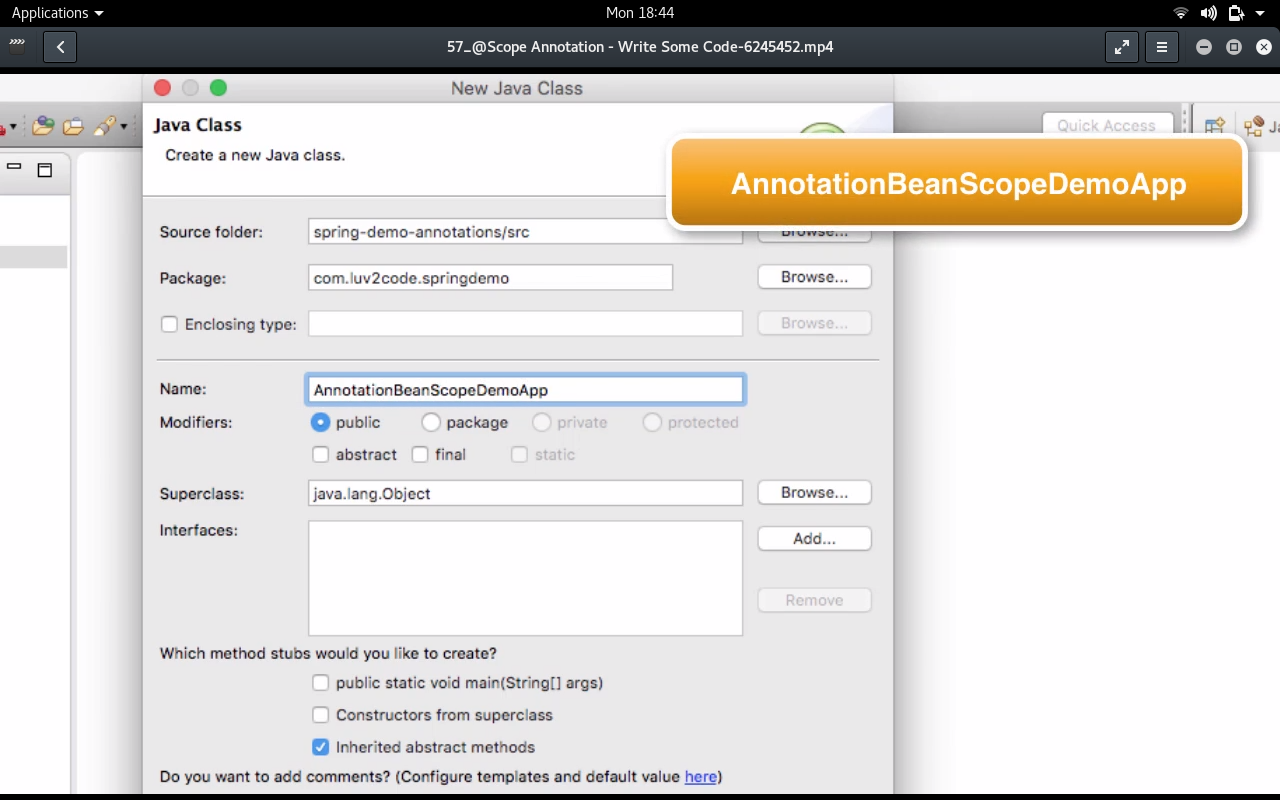 Applications
Mon 18:44
57_@Scope Annotation - Write Some Code-6245452.mp4
New Java Class
Java Class
Create a new Java class.
Quick Access
AnnotationBeanScopeDemoApp
Source folder: spring-demo-annotations/src Browse...
Package: com.luv2code.springdemo Browse...
Enclosing type: Browse...
Name: AnnotationBeanScopeDemoApp
Modifiers: public package private protected
abstract final static
Superclass: java.lang.Object Browse...
Interfaces: Add...
Remove
Which method stubs would you like to create?
public static void main(String[] args)
Constructors from superclass
Inherited abstract methods
Do you want to add comments? (Configure templates and default value here)